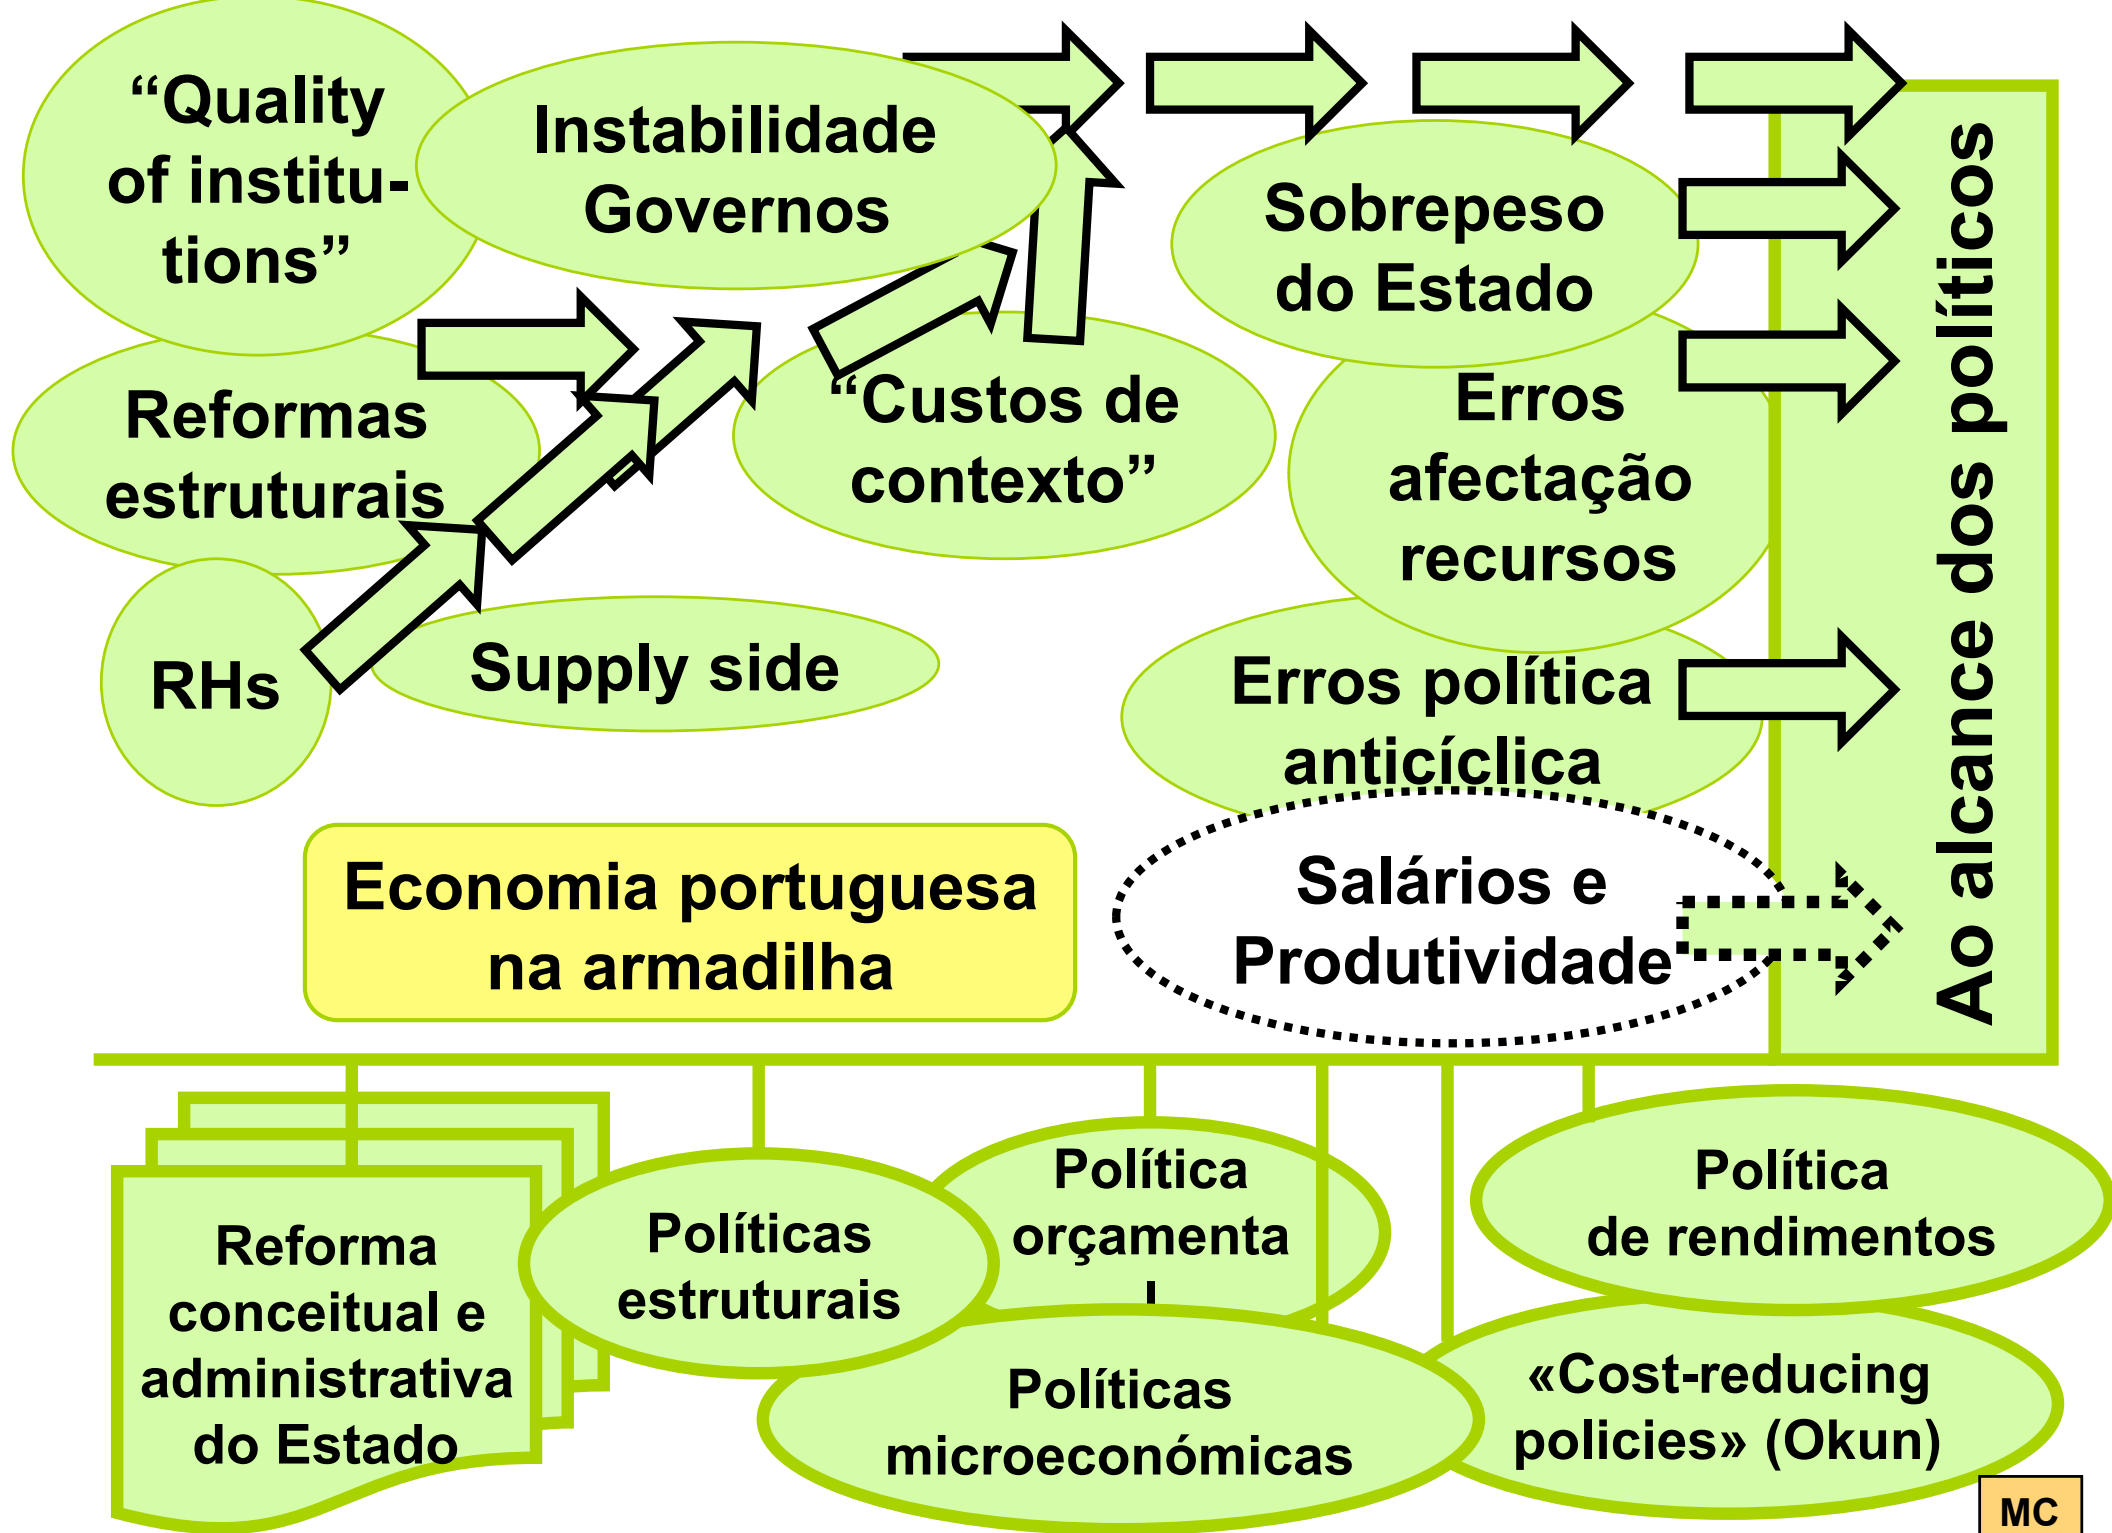 “Quality
of institu-
tions”
Instabilidade
Governos
Sobrepeso
do Estado
Reformas
estruturais
“Custos de
contexto”
Erros
afectação
recursos
RHs
Supply side
Erros política
anticíclica
Ao alcance dos políticos
Economia portuguesa
na armadilha
Salários e
Produtividade
Reforma
conceitual e
administrativa
do Estado
Políticas
estruturais
Política
orçamenta
l
Política
de rendimentos
Políticas
microeconómicas
«Cost-reducing
policies» (Okun)
MC